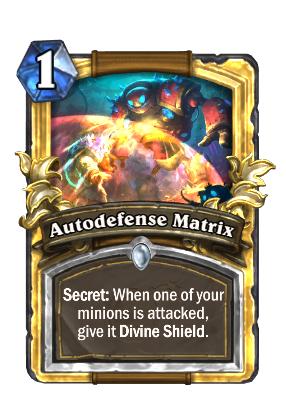 1
Autodefense Matrix
Secret: When one of your
minions is attacked,
give it Divine Shield.